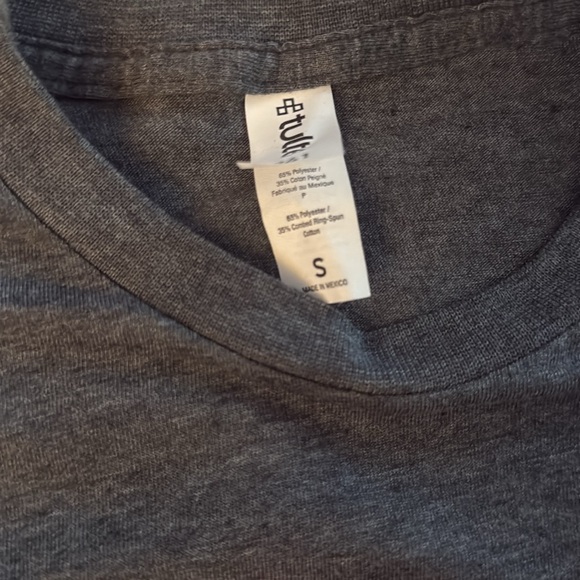 tult
65% Polyester /
35% Coton Peigné
Fabriqué au Mexique
P
65% Polyester /
35% Combed Ring-Spun
Cotton
S
MADE IN MEXICO